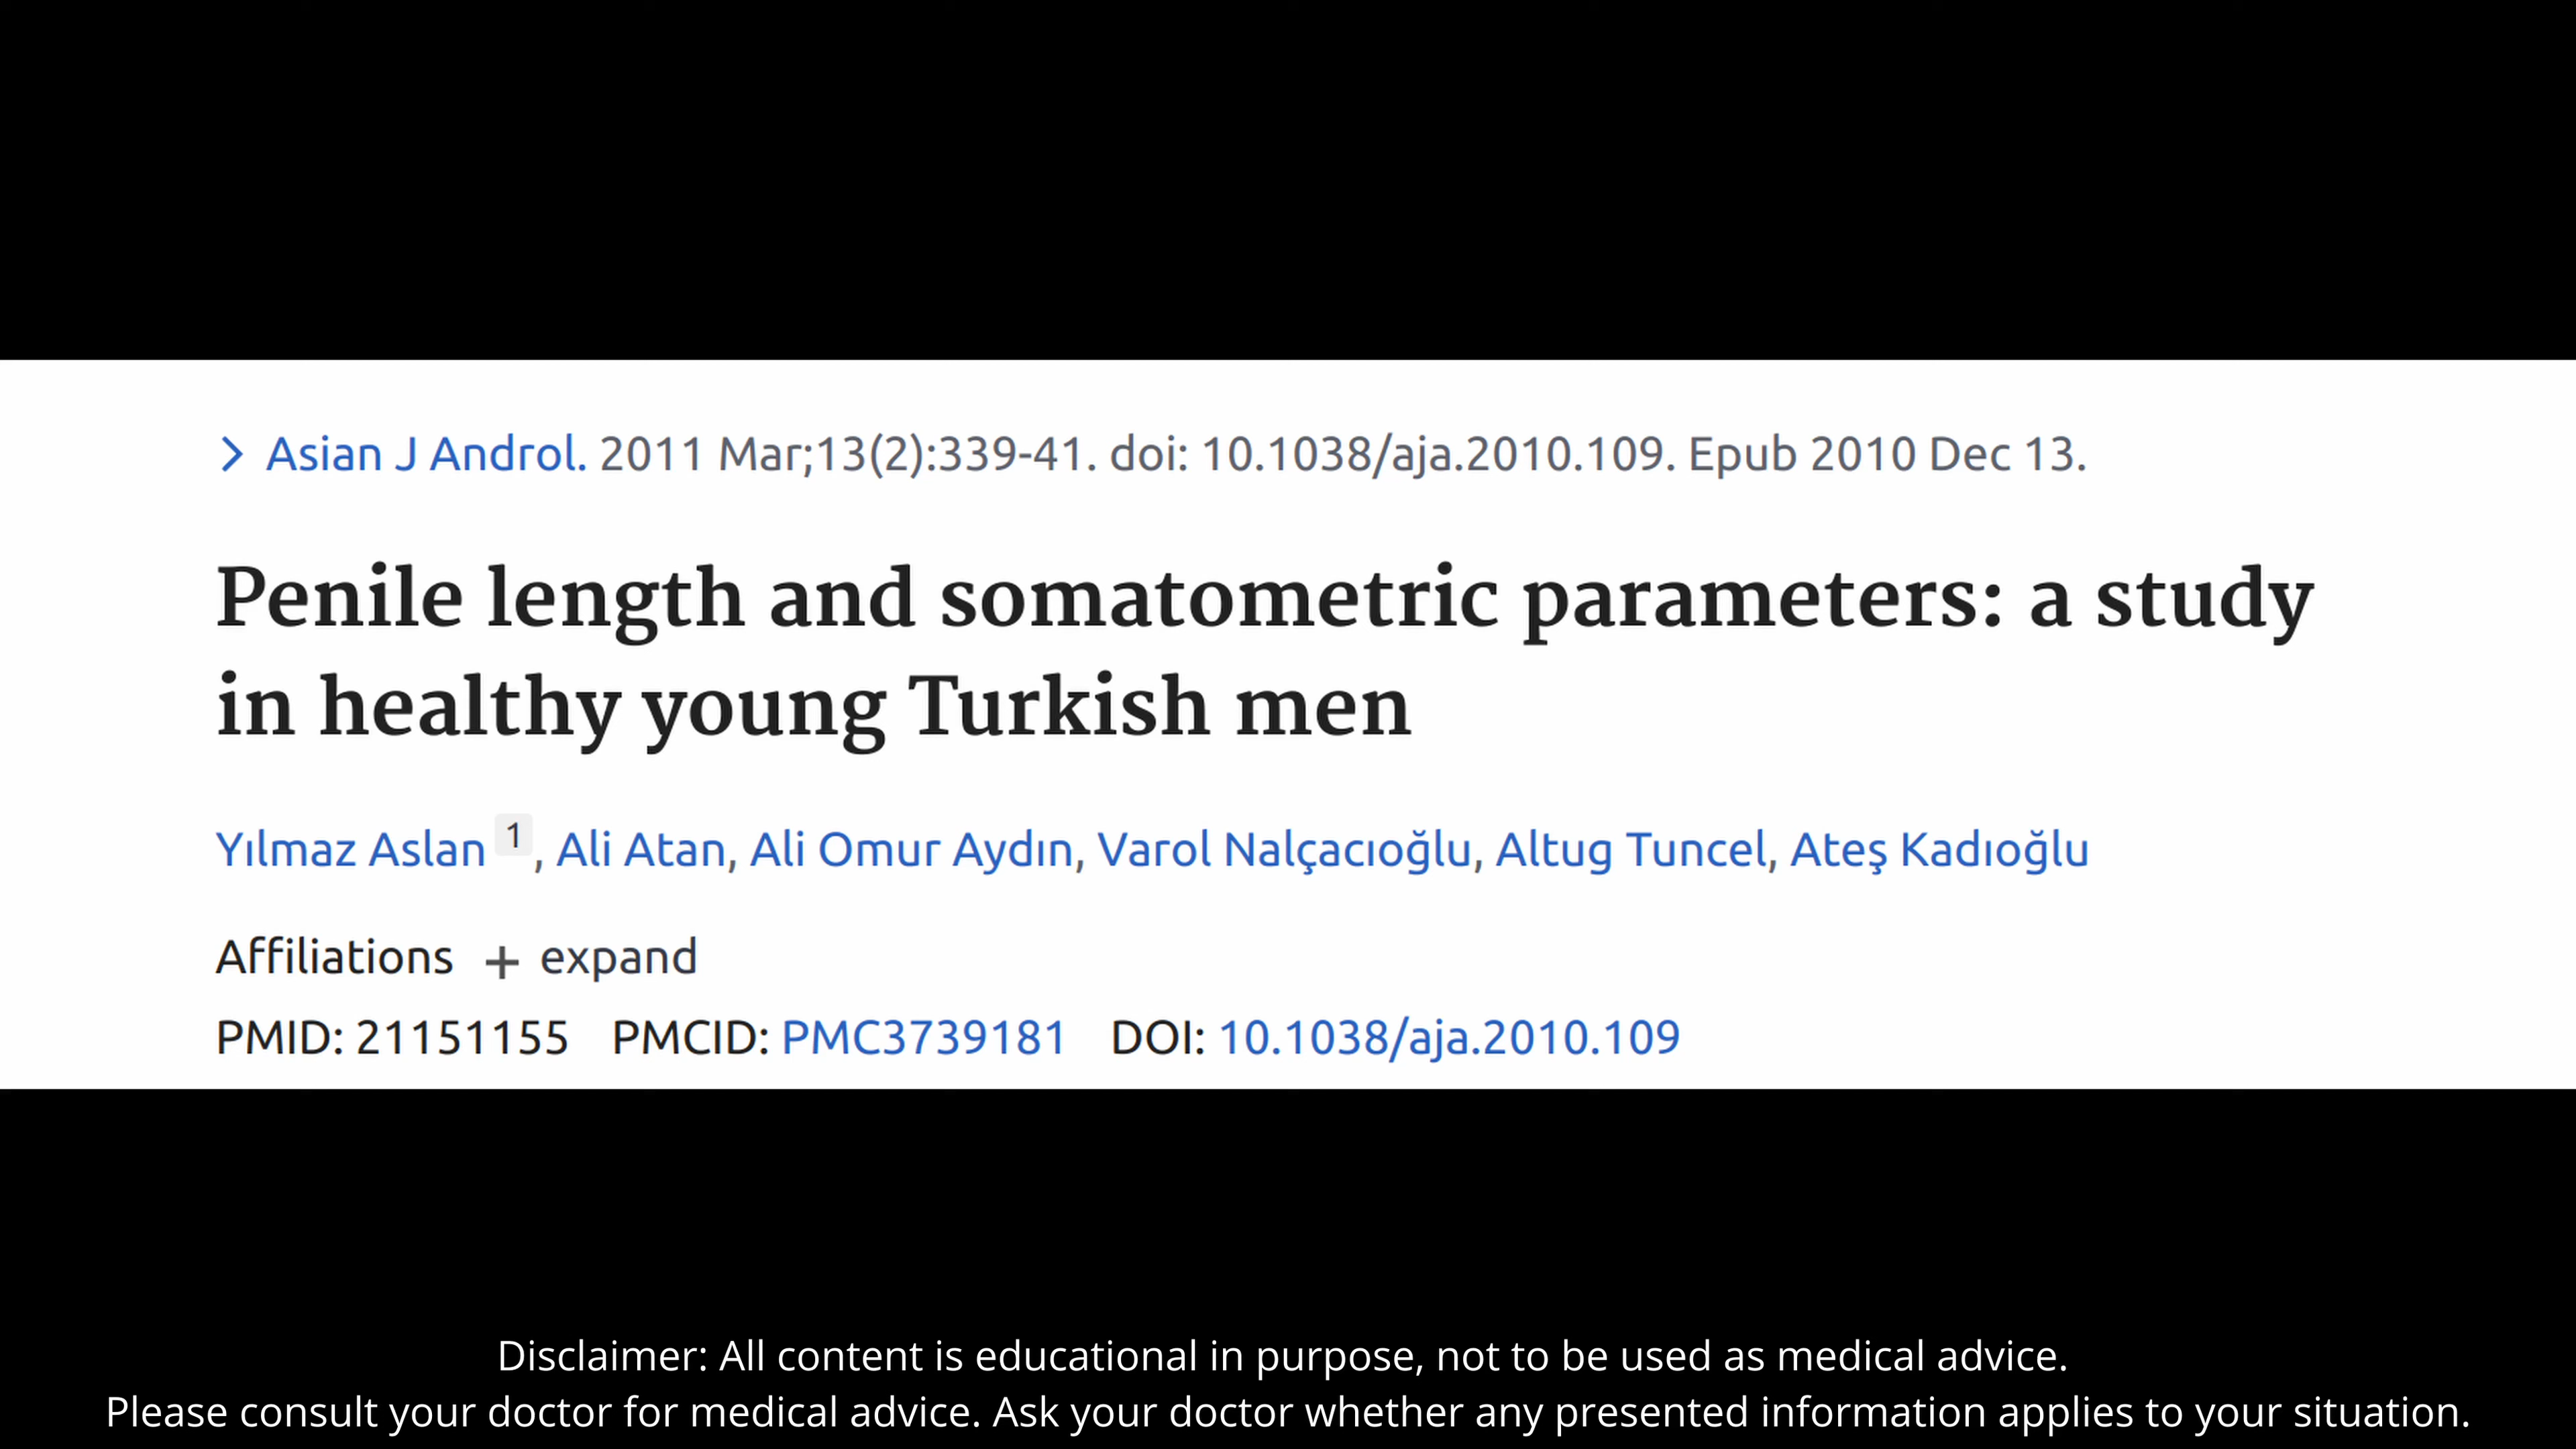 > Asian J Androl. 2011 Mar;13(2):339-41. doi: 10.1038/aja.2010.109. Epub 2010 Dec 13.
Penile length and somatometric parameters: a study
in healthy young Turkish men
Yılmaz Aslan 1, Ali Atan, Ali Omur Aydın, Varol Nalçacıoğlu, Altug Tuncel, Ateş Kadıoğlu
Affiliations + expand
PMID: 21151155 PMCID: PMC3739181 DOI: 10.1038/aja.2010.109
Disclaimer: All content is educational in purpose, not to be used as medical advice.
Please consult your doctor for medical advice. Ask your doctor whether any presented information applies to your situation.